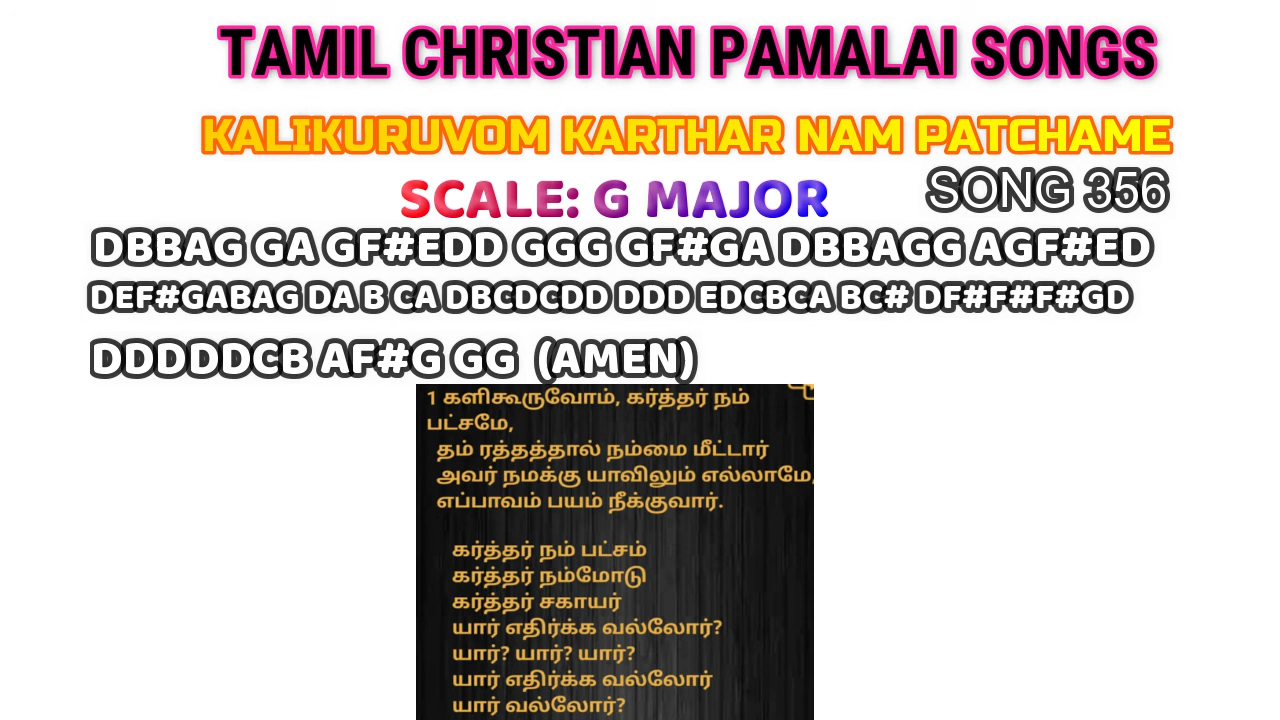 TAMIL CHRISTIAN PAMALAI SONGS
KALIKURUVOM KARTHAR NAM PATCHAME
SCALE: G MAJOR SONG 356
DBBAG GA GF#EDD GGG GF#GA DBBAGG AGF#ED
DEF#GABAG DA B CA DBCDCDD DDD EDCBCA BC# DF#F#F#GD
DDDDDCB AF#G GG (AMEN)
1 களிகூருவோம், கர்த்தர் நம்
பட்சமே,
தம் ரத்தத்தால் நம்மை மீட்டார்
அவர் நமக்கு யாவிலும் எல்லாமே,
எப்பாவம் பயம் நீக்குவார்.
கர்த்தர் நம் பட்சம்
கர்த்தர் நம்மோடு
கர்த்தர் சகாயர்
யார் எதிர்க்க வல்லோர்?
யார்? யார்? யார்?
யார் எதிர்க்க வல்லோர்
யார் வல்லோர்?